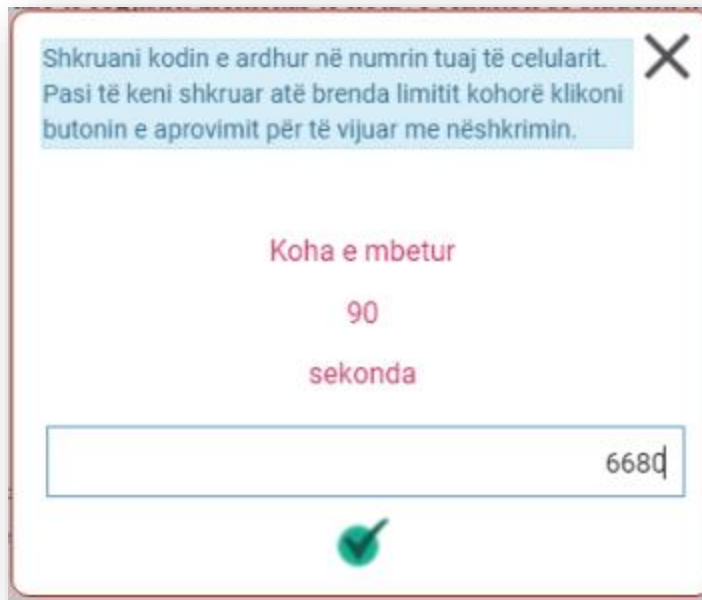 Shkruani kodin e ardhur në numrin tuaj të celularit.
Pasi të keni shkruar atë brenda limitit kohorë klikoni
butonin e aprovimit për të vijuar me nëshkrimin.
Koha e mbetur
90
sekonda
6680